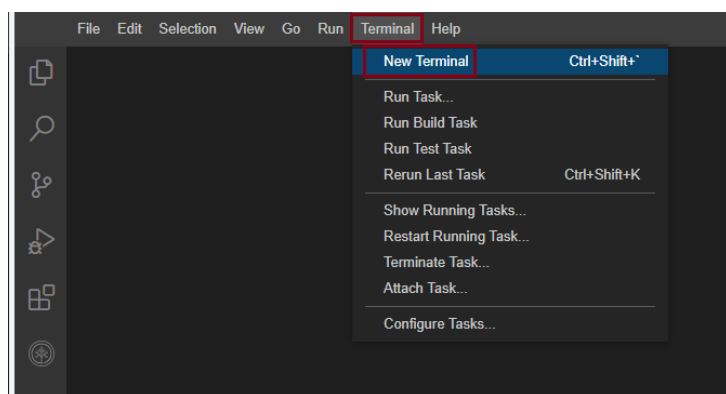 File Edit Selection View Go Run Terminal Help
New Terminal Ctrl+Shift+`
Run Task...
Run Build Task
Run Test Task
Rerun Last Task Ctrl+Shift+K
Show Running Tasks...
Restart Running Task...
Terminate Task...
Attach Task...
Configure Tasks...